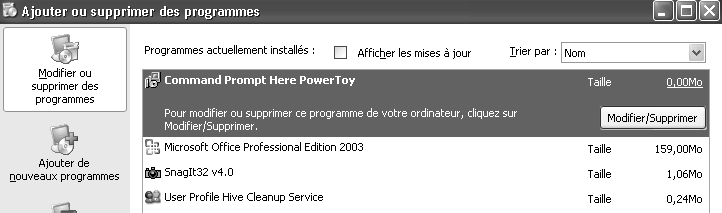 Ajouter ou supprimer des programmes
Modifier ou
supprimer des
programmes
Ajouter de
nouveaux programmes
Programmes actuellement installés :
Afficher les mises à jour
Trier par :
Nom
Command Prompt Here PowerToy
Taille
0,00Mo
Pour modifier ou supprimer ce programme de votre ordinateur, cliquez sur
Modifier/Supprimer.
Modifier/Supprimer
Microsoft Office Professional Edition 2003
Taille
159,00Mo
SnagIt32 v4.0
Taille
1,06Mo
User Profile Hive Cleanup Service
Taille
0,24Mo